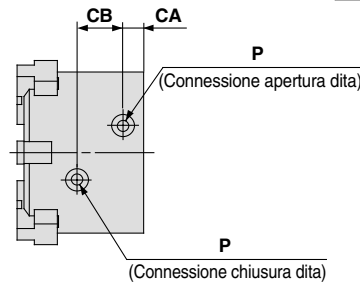 CB CA
P
(Connessione apertura dita)
P
(Connessione chiusura dita)